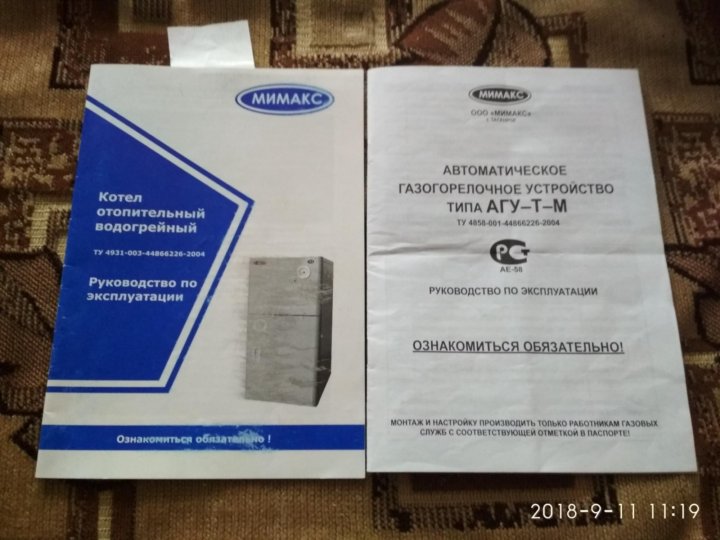 МИМАКС
Котел
отопительный
водогрейный
ТУ 4931-003-44866226-2004
Руководство по
эксплуатации
Ознакомиться обязательно !
МИМАКС
ООО «МИМАКС»
г. ТАГАНРОГ
АВТОМАТИЧЕСКОЕ
ГАЗОГОРЕЛОЧНОЕ УСТРОЙСТВО
ТИПА АГУ–Т–М
ТУ 4858-001-44866226-2004
РСТ
АЕ-58
РУКОВОДСТВО ПО ЭКСПЛУАТАЦИИ
ОЗНАКОМИТЬСЯ ОБЯЗАТЕЛЬНО!
МОНТАЖ И НАСТРОЙКУ ПРОИЗВОДИТЬ ТОЛЬКО РАБОТНИКАМ ГАЗОВЫХ
СЛУЖБ С СООТВЕТСТВУЮЩЕЙ ОТМЕТКОЙ В ПАСПОРТЕ!
2018-9-11 11:19